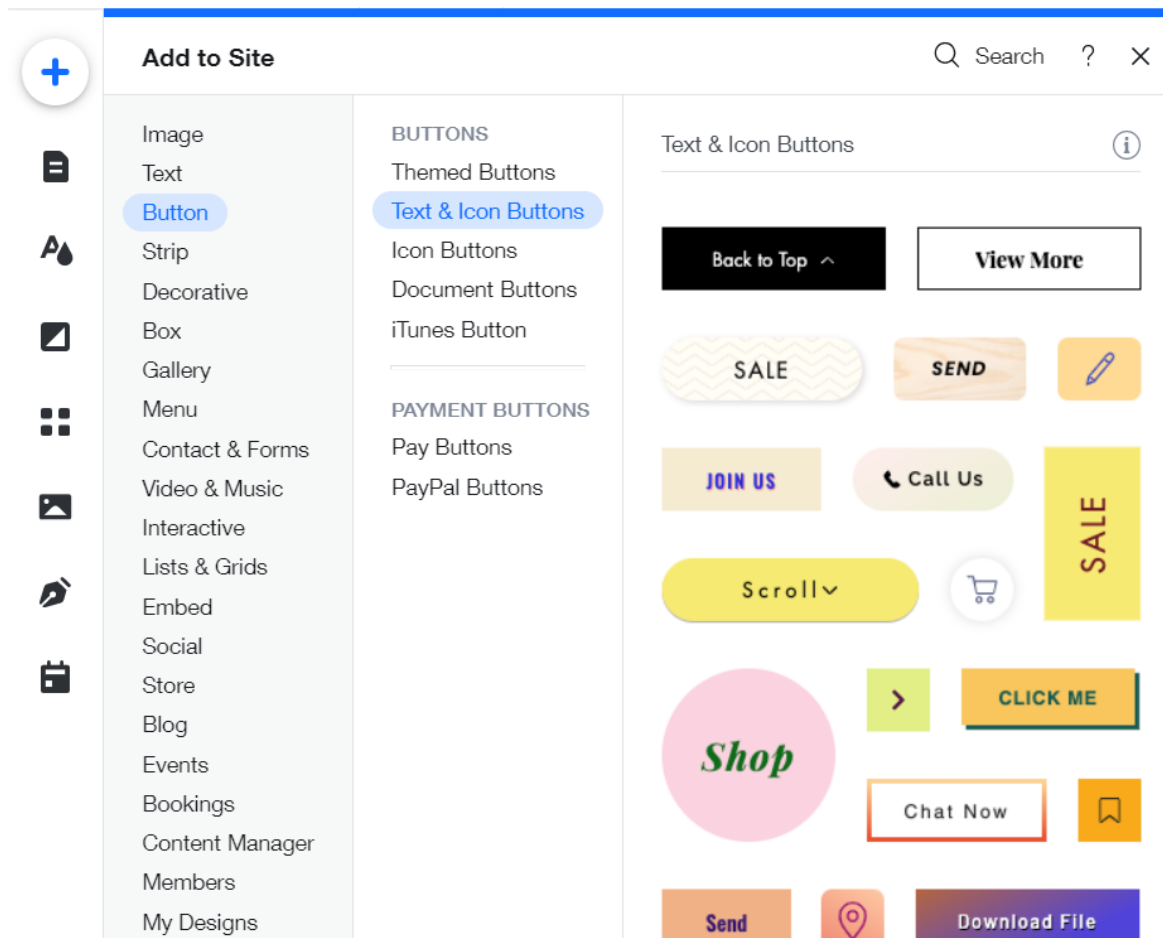 Add to Site
Search ?
Image
Text
Button
Strip
Decorative
Box
Gallery
Menu
Contact & Forms
Video & Music
Interactive
Lists & Grids
Embed
Social
Store
Blog
Events
Bookings
Content Manager
Members
My Designs
BUTTONS
Themed Buttons
Text & Icon Buttons
Icon Buttons
Document Buttons
iTunes Button
PAYMENT BUTTONS
Pay Buttons
PayPal Buttons
Text & Icon Buttons
Back to Top
View More
SALE
SEND
JOIN US
Call Us
SALE
Scroll
Shop
CLICK ME
Chat Now
Send
Download File